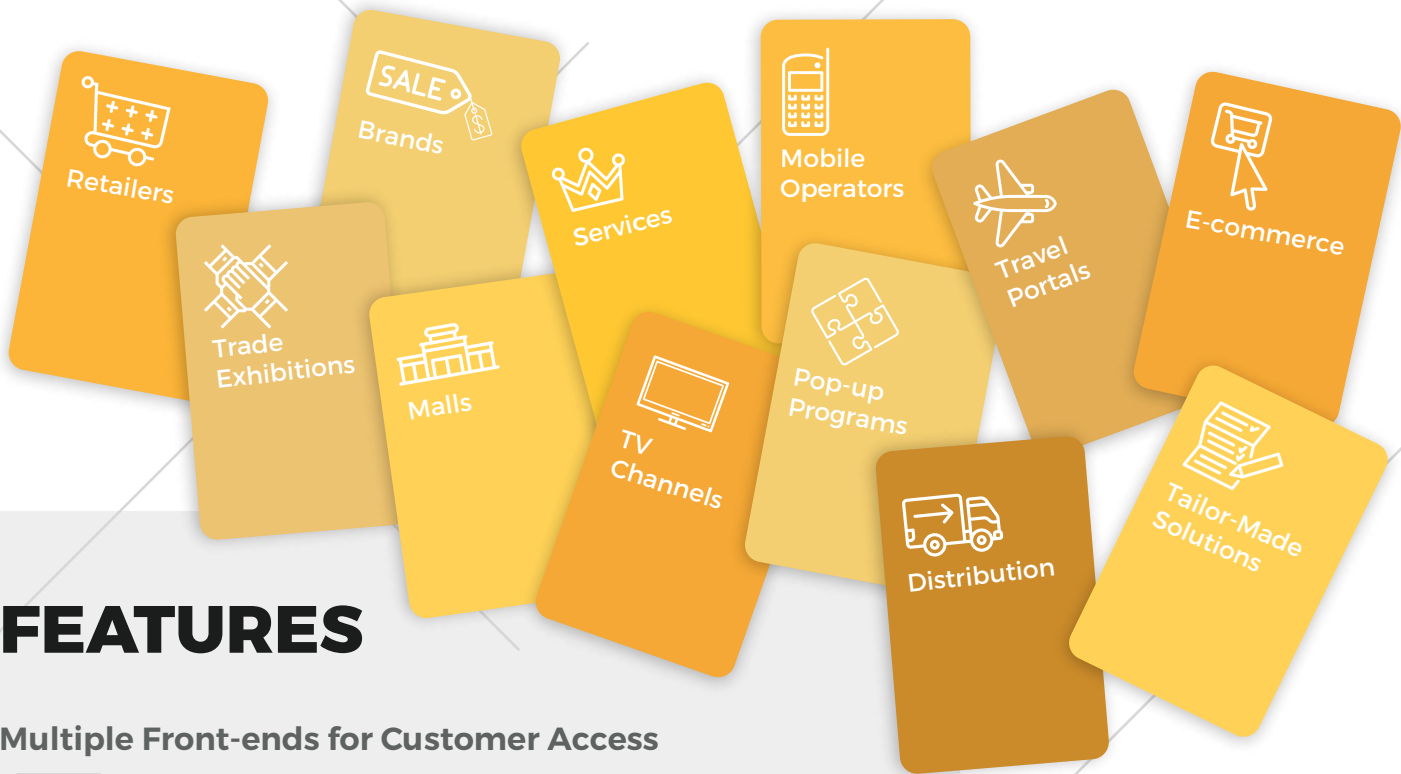 Retailers
SALE
$
Brands
Services
Mobile
Operators
Travel
Portals
E-commerce
Trade
Exhibitions
Malls
TV
Channels
Pop-up
Programs
Distribution
Tailor-Made
Solutions
FEATURES
Multiple Front-ends for Customer Access